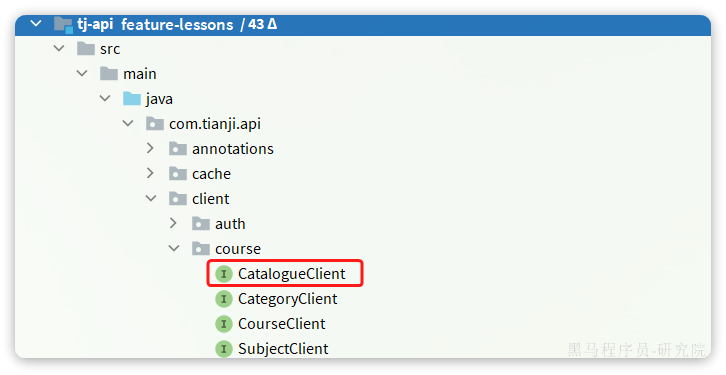 tj-api feature-lessons / 43 Δ
src
main
java
com.tianji.api
annotations
cache
client
auth
course
I CatalogueClient
I CategoryClient
I CourseClient
I SubjectClient
黑马程序员-研究院